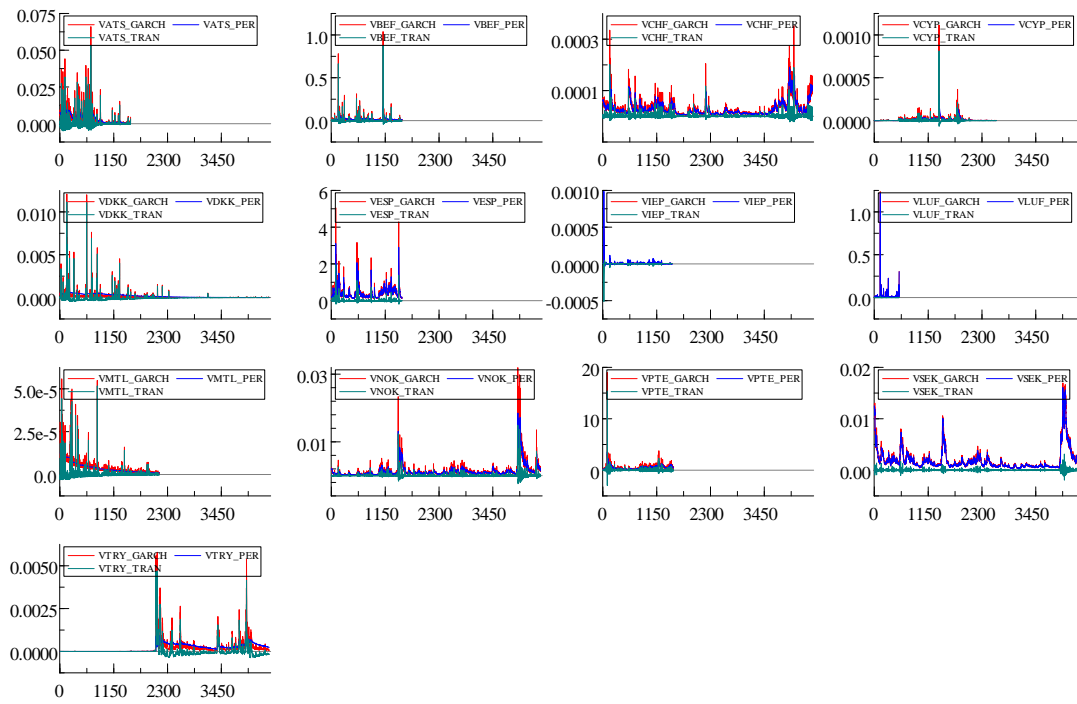 VATS_GARCH VATS_PER
VATS_TRAN
0.075
0.050
0.025
0.000
0 1150 2300 3450
VBEF_GARCH VBEF_PER
VBEF_TRAN
1.0
0.5
0.0
0 1150 2300 3450
VCHF_GARCH VCHF_PER
VCHF_TRAN
0.0003
0.0001
0 1150 2300 3450
VCYP_GARCH VCYP_PER
VCYP_TRAN
0.0010
0.0005
0.0000
0 1150 2300 3450
VDKK_GARCH VDKK_PER
VDKK_TRAN
0.010
0.005
0.000
0 1150 2300 3450
VESP_GARCH VESP_PER
VESP_TRAN
6
4
2
0
0 1150 2300 3450
VIEP_GARCH VIEP_PER
VIEP_TRAN
0.0010
0.0005
0.0000
-0.0005
0 1150 2300 3450
VLUF_GARCH VLUF_PER
VLUF_TRAN
1.0
0.5
0.0
0 1150 2300 3450
VMTL_GARCH VMTL_PER
VMTL_TRAN
5.0e-5
2.5e-5
0.0
0 1150 2300 3450
VNOK_GARCH VNOK_PER
VNOK_TRAN
0.03
0.01
0 1150 2300 3450
VPTE_GARCH VPTE_PER
VPTE_TRAN
20
10
0
0 1150 2300 3450
VSEK_GARCH VSEK_PER
VSEK_TRAN
0.02
0.01
0.00
0 1150 2300 3450
VTRY_GARCH VTRY_PER
VTRY_TRAN
0.0050
0.0025
0.0000
0 1150 2300 3450